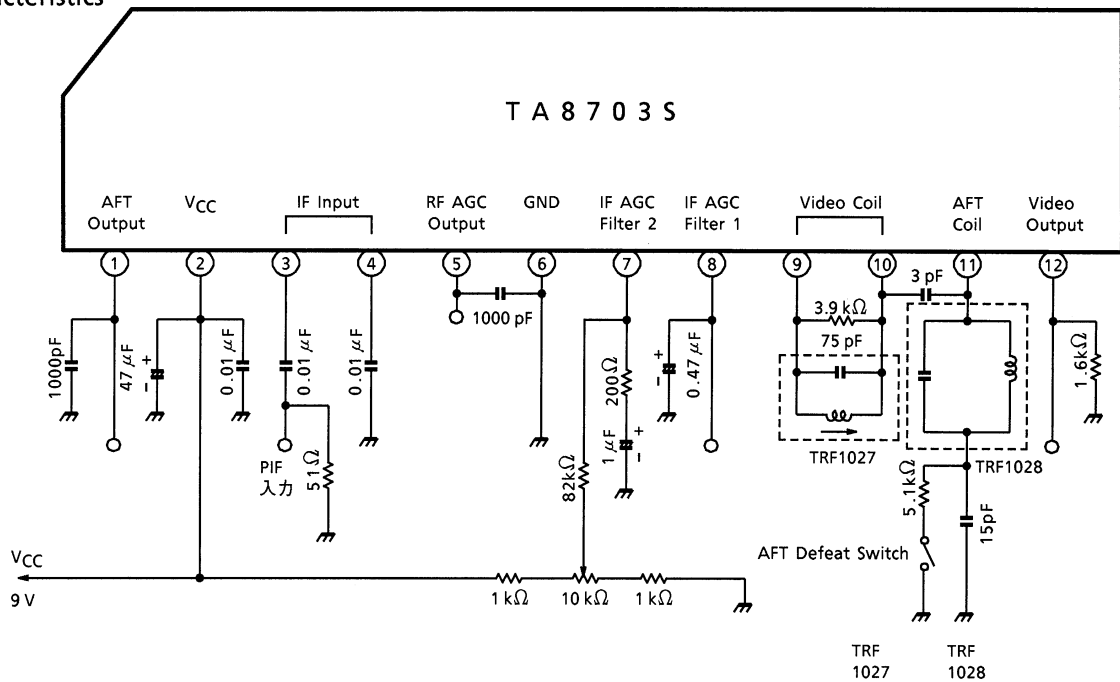 acteristics
TA8703S
AFT
Output
VCC
IF Input
RF AGC
Output
GND
IF AGC
Filter 2
IF AGC
Filter 1
Video Coil
AFT
Coil
Video
Output
1
2
3
4
5
6
7
8
9
10
11
12
3 pF
1000 pF
3.9 kΩ
75 pF
1000pF
47 μF
+
-
0.01 μF
0.01 μF
0.01 μF
200Ω
1 μF
+
-
+
-
0.47 μF
1.6kΩ
TRF1027
TRF1028
PIF
入力
51Ω
82kΩ
5.1kΩ
15pF
AFT Defeat Switch
VCC
9 V
1 kΩ
10 kΩ
1 kΩ
TRF
1027
TRF
1028